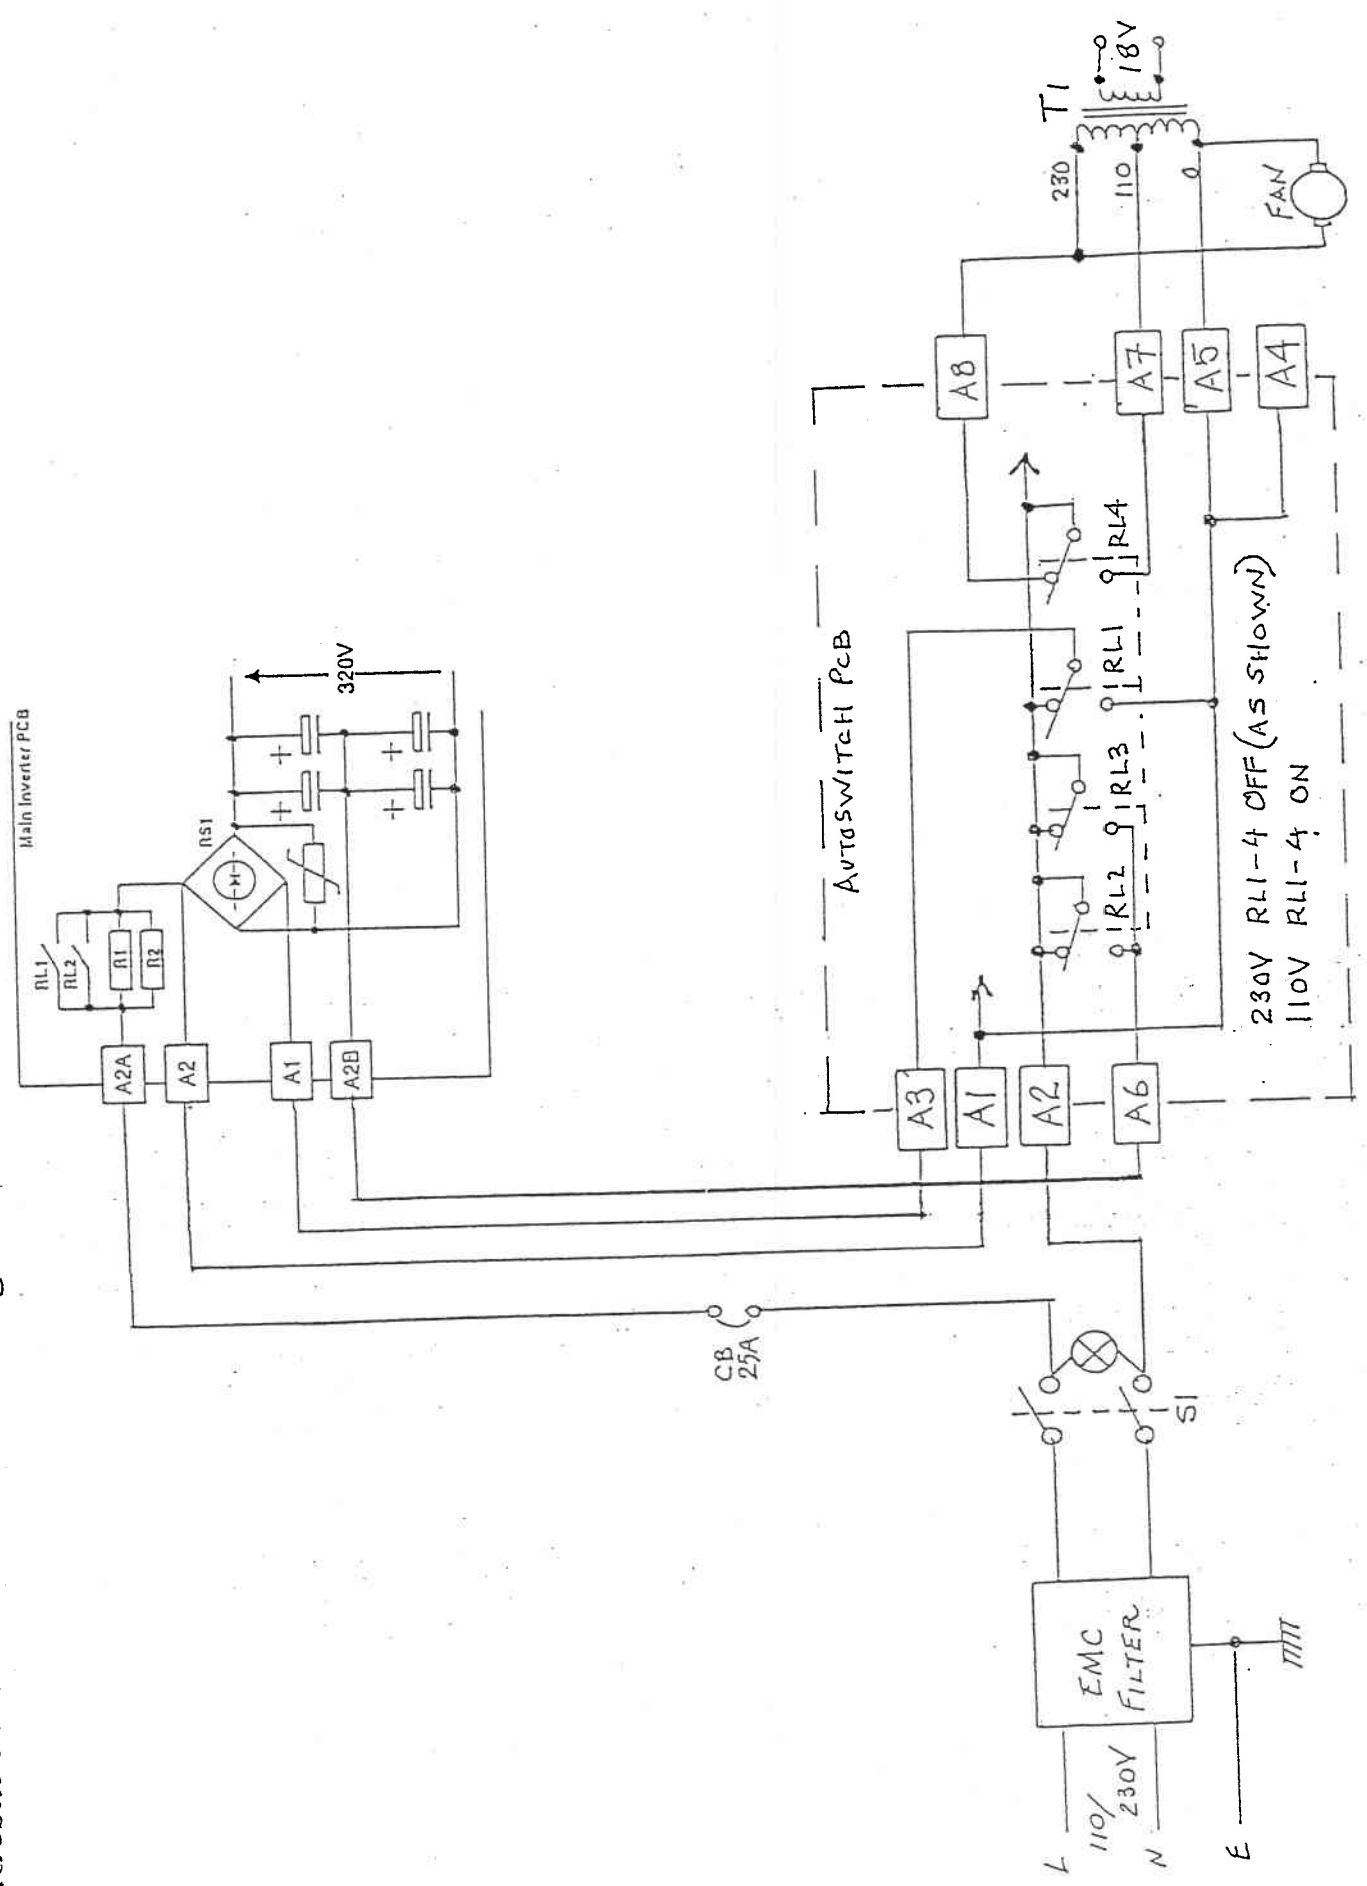 Main Inverter PCB
RL1
RL2
R1
R2
RS1
320V
A2A
A2
A1
A2B
AUTOSWITCH PCB
A3
A1
A2
A6
A8
A7
A5
A4
RL2
RL3
RL1
RL4
230V RL1-4 OFF (AS SHOWN)
110V RL1-4 ON
T1
18V
230
110
0
FAN
CB
25A
S1
EMC
FILTER
L
110/
230V
N
E